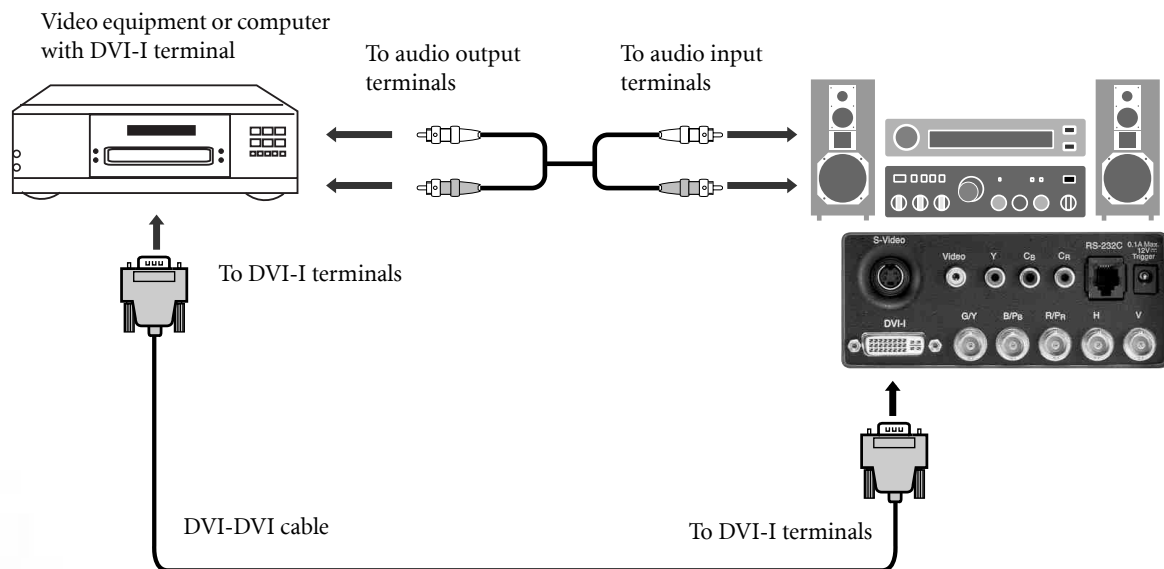 Video equipment or computer
with DVI-I terminal
To audio output
terminals
To audio input
terminals
To DVI-I terminals
S-Video
Video
Y
CB
CR
RS-232C
0.1A Max.
12V
Trigger
DVI-I
G/Y
B/PB
R/PR
H
V
DVI-DVI cable
To DVI-I terminals